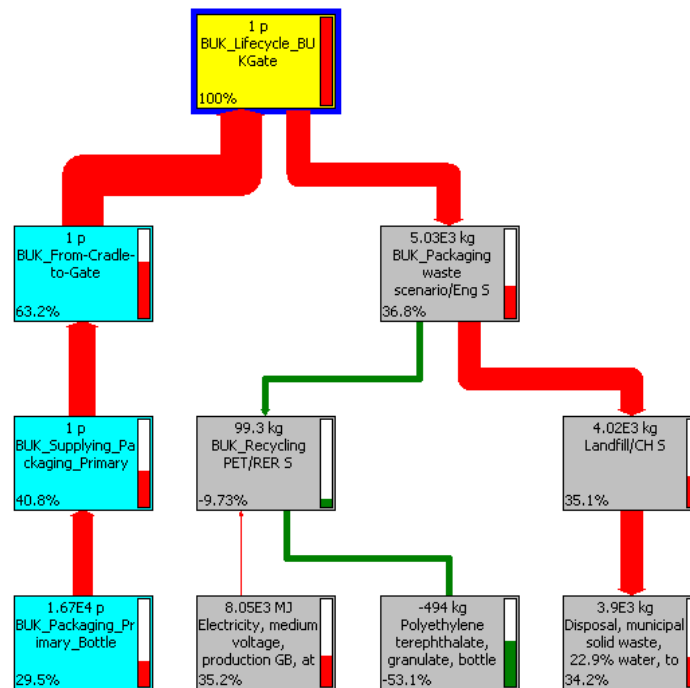 1 p
BUK_Lifecycle_BU
KGate
100%
1 p
BUK_From-Cradle-
to-Gate
63.2%
5.03E3 kg
BUK_Packaging
waste
scenario/Eng S
36.8%
1 p
BUK_Supplying_Pa
ckaging_Primary
40.8%
99.3 kg
BUK_Recycling
PET/RER S
-9.73%
4.02E3 kg
Landfill/CH S
35.1%
1.67E4 p
BUK_Packaging_Pr
imary_Bottle
29.5%
8.05E3 MJ
Electricity, medium
voltage,
production GB, at
35.2%
-494 kg
Polyethylene
terephthalate,
granulate, bottle
-53.1%
3.9E3 kg
Disposal, municipal
solid waste,
22.9% water, to
34.2%